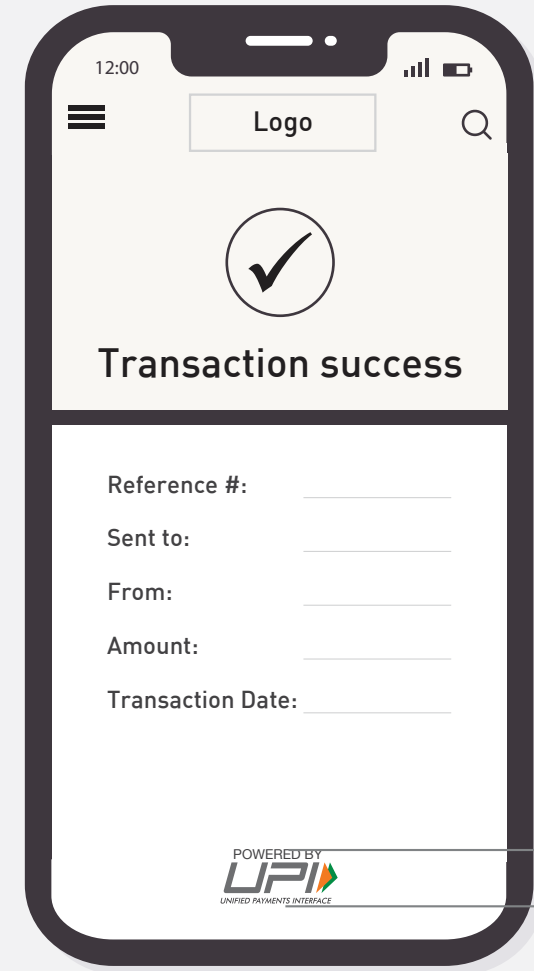 12:00
Logo
Transaction success
Reference #:
Sent to:
From:
Amount:
Transaction Date:
POWERED BY
UPI
UNIFIED PAYMENTS INTERFACE